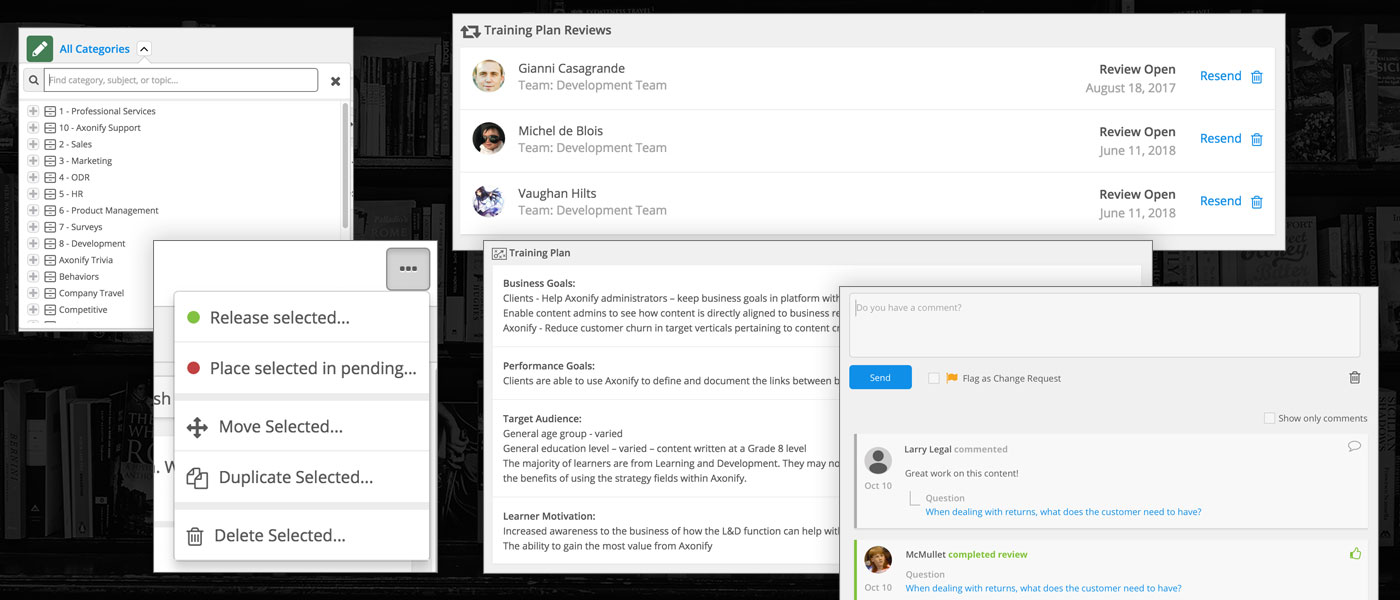 All Categories
Find category, subject, or topic...
1 - Professional Services
10 - Axonify Support
2 - Sales
3 - Marketing
4 - ODR
5 - HR
6 - Product Management
7 - Surveys
8 - Development
Axonify Trivia
Behaviors
Company Travel
Competitive
Release selected...
Place selected in pending...
Move Selected...
Duplicate Selected...
Delete Selected...
Training Plan Reviews
Gianni Casagrande
Team: Development Team
Review Open
August 18, 2017
Resend
Michel de Blois
Team: Development Team
Review Open
June 11, 2018
Resend
Vaughan Hilts
Team: Development Team
Review Open
June 11, 2018
Resend
Training Plan
Business Goals:
Clients - Help Axonify administrators – keep business goals in platform with
Enable content admins to see how content is directly aligned to business re
Axonify - Reduce customer churn in target verticals pertaining to content cr
Performance Goals:
Clients are able to use Axonify to define and document the links between b
Target Audience:
General age group - varied
General education level – varied – content written at a Grade 8 level
The majority of learners are from Learning and Development. They may no
the benefits of using the strategy fields within Axonify.
Learner Motivation:
Increased awareness to the business of how the L&D function can help with
The ability to gain the most value from Axonify
Do you have a comment?
Send
Flag as Change Request
Show only comments
Larry Legal commented
Great work on this content!
Oct 10
Question
When dealing with returns, what does the customer need to have?
McMullet completed review
Question
Oct 10
When dealing with returns, what does the customer need to have?